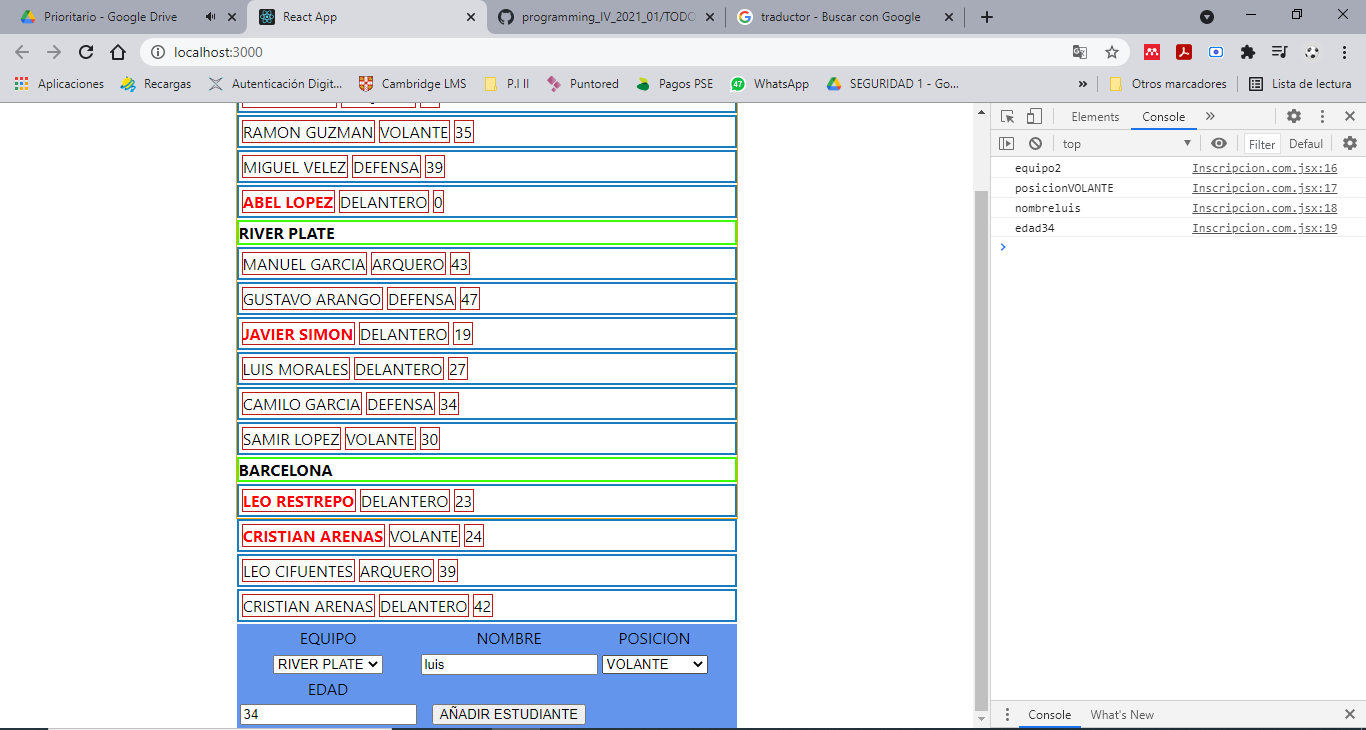 Prioritario - Google Drive
React App
programming_IV_2021_01/TODO
traductor - Buscar con Google
localhost:3000
Aplicaciones
Recargas
Autenticación Digit...
Cambridge LMS
P.I II
Puntored
Pagos PSE
47
WhatsApp
SEGURIDAD 1 - Go...
»
Otros marcadores
Lista de lectura
RAMON GUZMAN VOLANTE 35
MIGUEL VELEZ DEFENSA 39
ABEL LOPEZ DELANTERO 0
RIVER PLATE
MANUEL GARCIA ARQUERO 43
GUSTAVO ARANGO DEFENSA 47
JAVIER SIMON DELANTERO 19
LUIS MORALES DELANTERO 27
CAMILO GARCIA DEFENSA 34
SAMIR LOPEZ VOLANTE 30
BARCELONA
LEO RESTREPO DELANTERO 23
CRISTIAN ARENAS VOLANTE 24
LEO CIFUENTES ARQUERO 39
CRISTIAN ARENAS DELANTERO 42
EQUIPO NOMBRE POSICION
RIVER PLATE luis VOLANTE
EDAD
34 AÑADIR ESTUDIANTE
Elements Console »
top Filter Defaul
equipo2 Inscripcion.com.jsx:16
posicionVOLANTE Inscripcion.com.jsx:17
nombreluis Inscripcion.com.jsx:18
edad34 Inscripcion.com.jsx:19
Console What's New